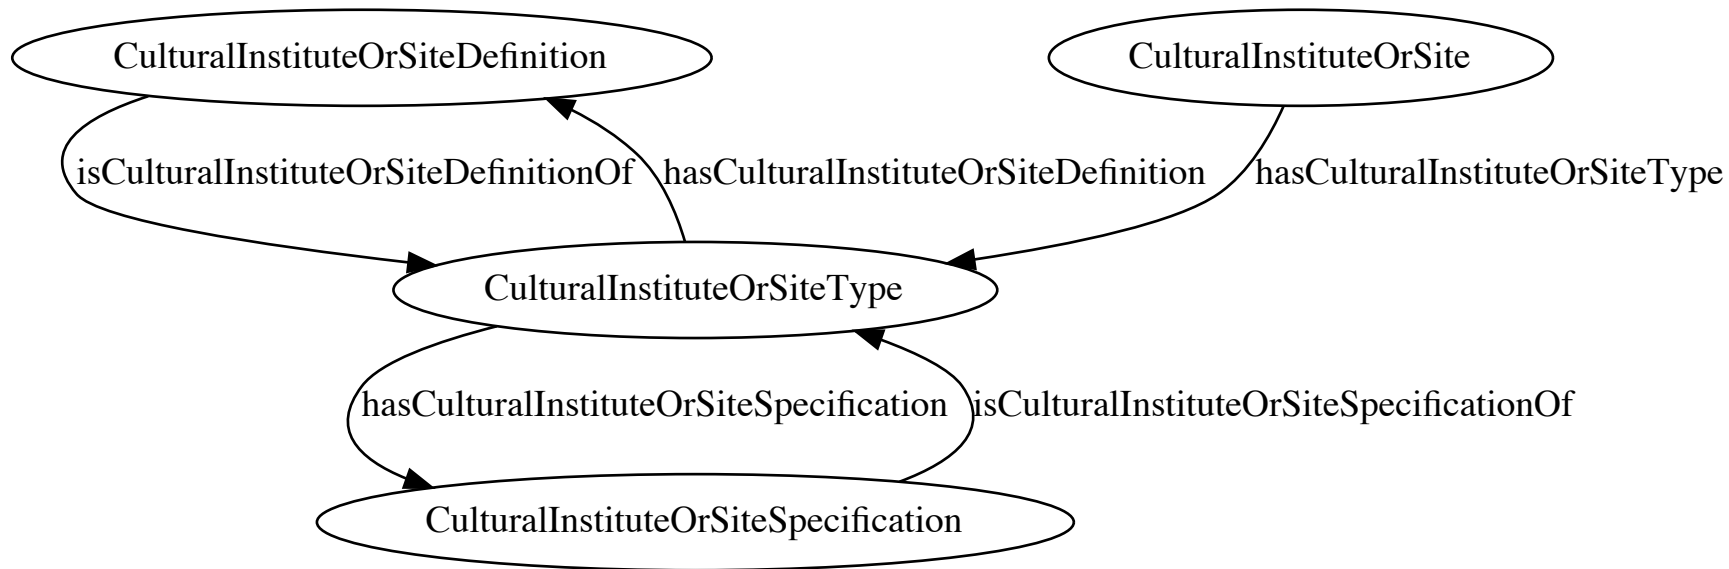 CulturalInstituteOrSiteDefinition
CulturalInstituteOrSite
isCulturalInstituteOrSiteDefinitionOf
hasCulturalInstituteOrSiteDefinition
hasCulturalInstituteOrSiteType
CulturalInstituteOrSiteType
hasCulturalInstituteOrSiteSpecification
isCulturalInstituteOrSiteSpecificationOf
CulturalInstituteOrSiteSpecification